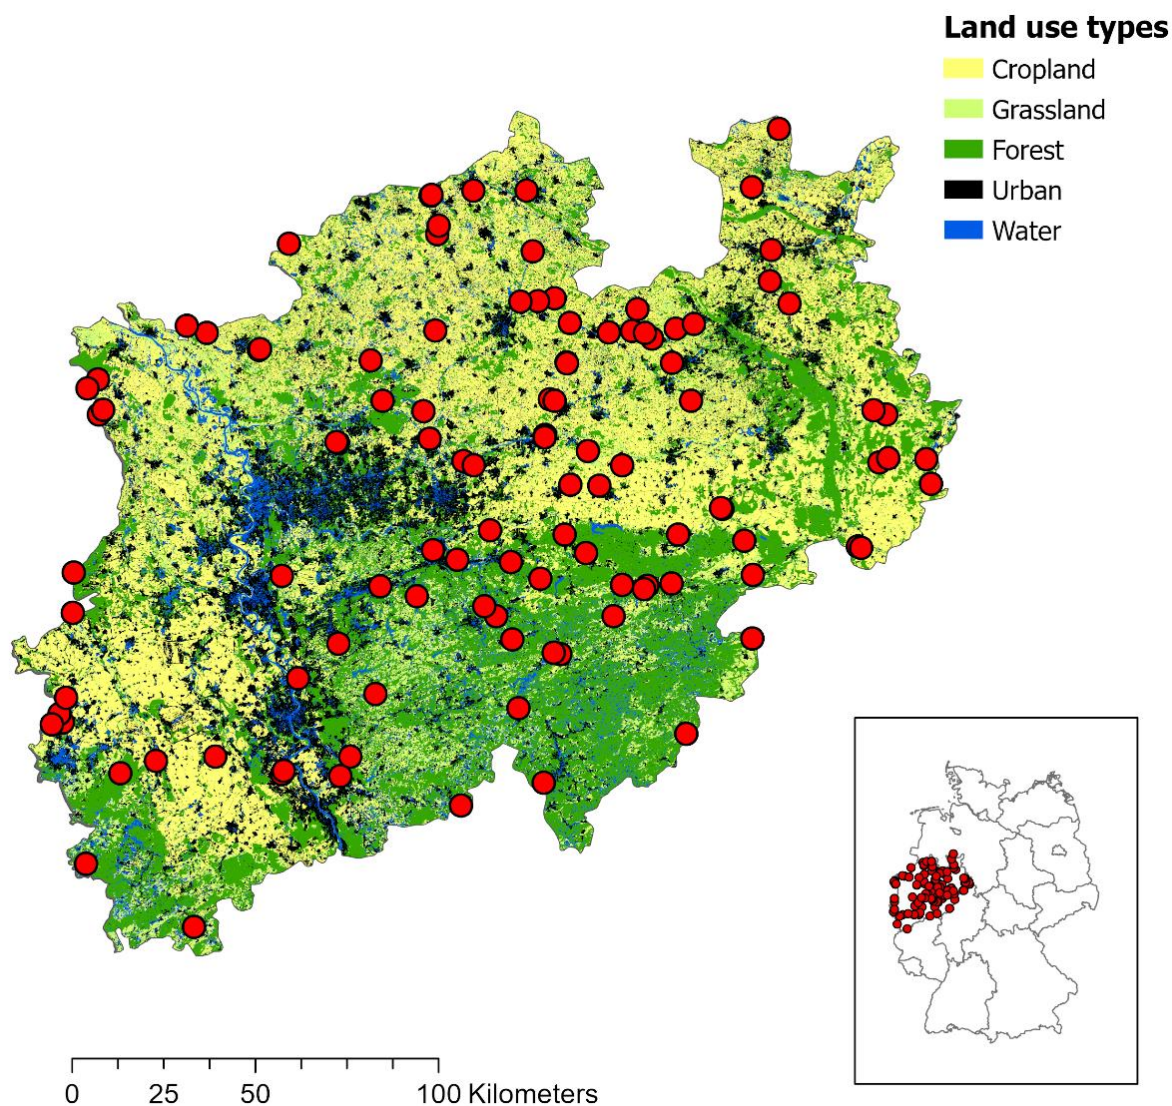 Land use types
Cropland
Grassland
Forest
Urban
Water
0 25 50 100 Kilometers